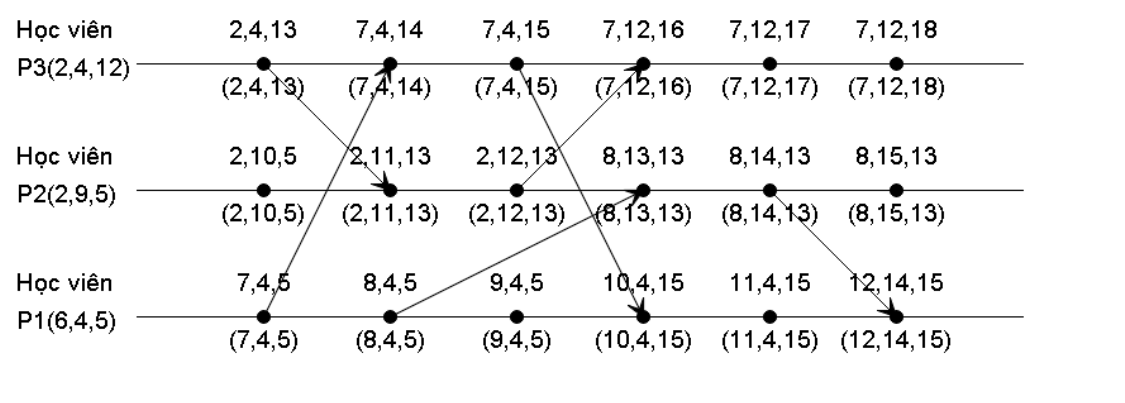 Học viên 2,4,13 7,4,14 7,4,15 7,12,16 7,12,17 7,12,18
P3(2,4,12)
(2,4,13) (7,4,14) (7,4,15) (7,12,16) (7,12,17) (7,12,18)
Học viên 2,10,5 2,11,13 2,12,13 8,13,13 8,14,13 8,15,13
P2(2,9,5)
(2,10,5) (2,11,13) (2,12,13) (8,13,13) (8,14,13) (8,15,13)
Học viên 7,4,5 8,4,5 9,4,5 10,4,15 11,4,15 12,14,15
P1(6,4,5)
(7,4,5) (8,4,5) (9,4,5) (10,4,15) (11,4,15) (12,14,15)